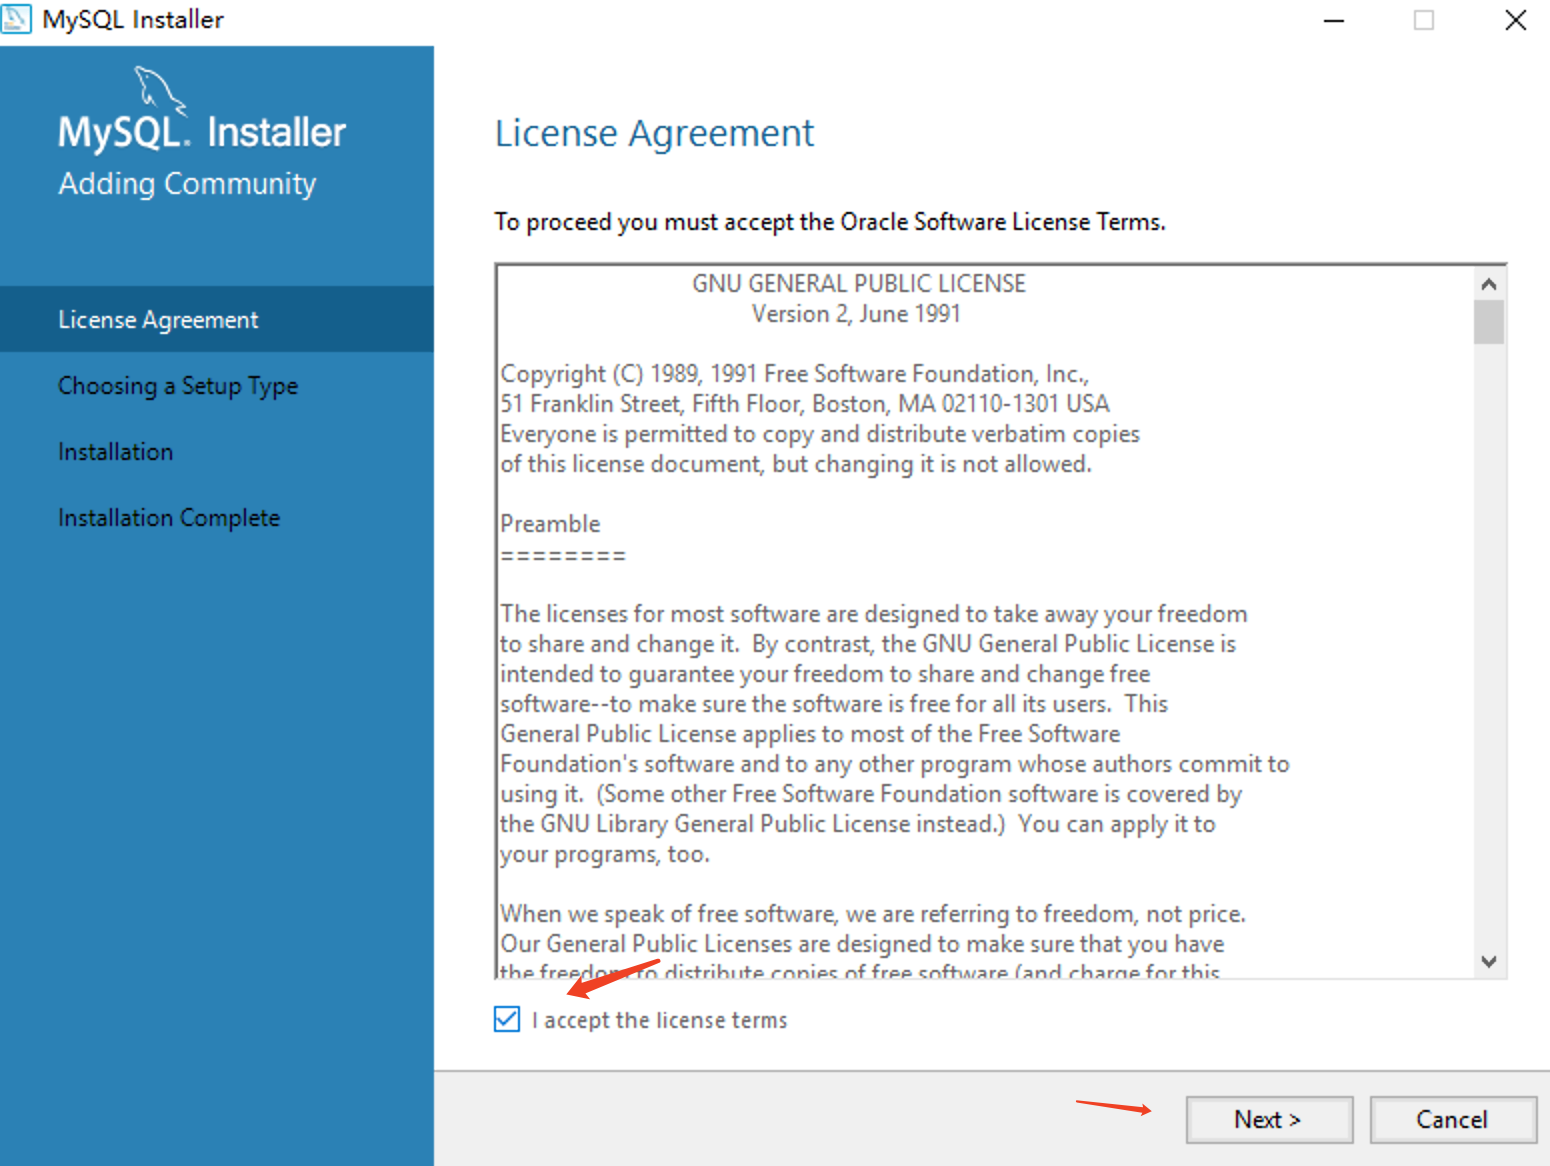 MySQL Installer
MySQL. Installer
Adding Community
License Agreement
Choosing a Setup Type
Installation
Installation Complete
License Agreement
To proceed you must accept the Oracle Software License Terms.
GNU GENERAL PUBLIC LICENSE
Version 2, June 1991
Copyright (C) 1989, 1991 Free Software Foundation, Inc.,
51 Franklin Street, Fifth Floor, Boston, MA 02110-1301 USA
Everyone is permitted to copy and distribute verbatim copies
of this license document, but changing it is not allowed.
Preamble
========
The licenses for most software are designed to take away your freedom
to share and change it.  By contrast, the GNU General Public License is
intended to guarantee your freedom to share and change free
software--to make sure the software is free for all its users.  This
General Public License applies to most of the Free Software
Foundation's software and to any other program whose authors commit to
using it.  (Some other Free Software Foundation software is covered by
the GNU Library General Public License instead.)  You can apply it to
your programs, too.
When we speak of free software, we are referring to freedom, not price.
Our General Public Licenses are designed to make sure that you have
the freedom to distribute copies of free software (and charge for this
I accept the license terms
Next >
Cancel